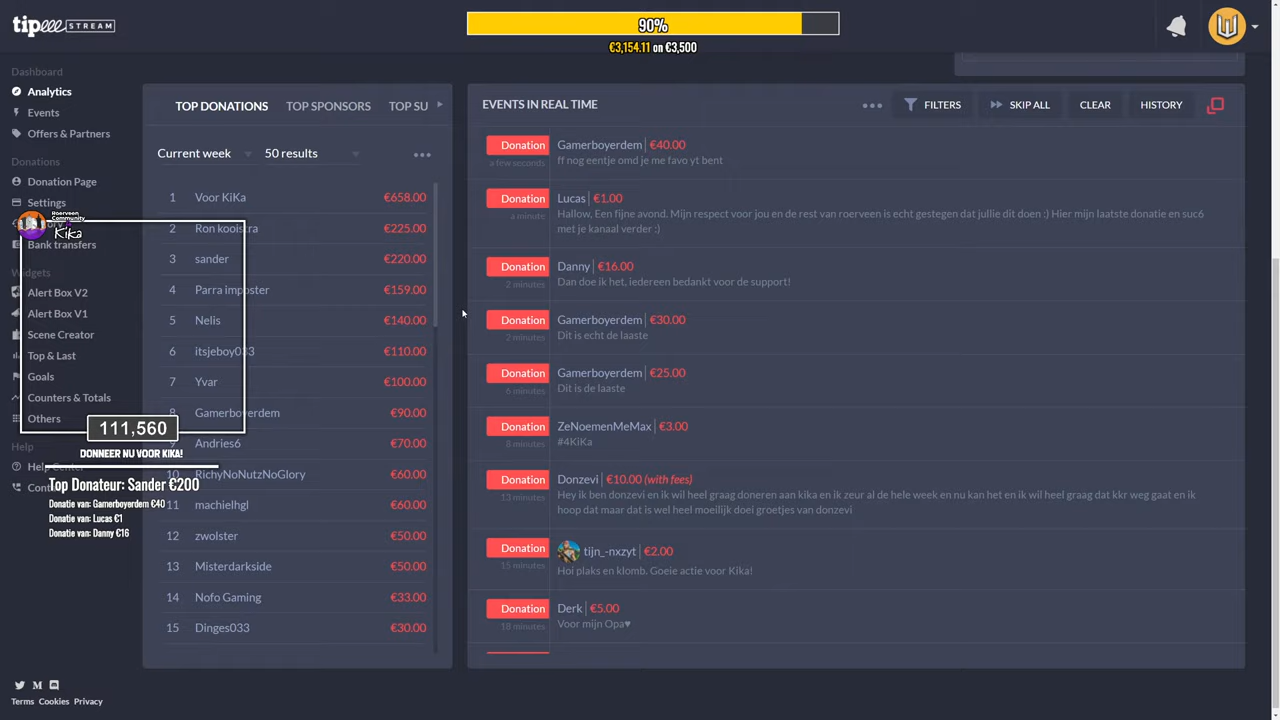 tipeeeSTREAM
90%
€3,154.11 on €3,500
Dashboard
Analytics
Events
Offers & Partners
Donations
Donation Page
Settings
Bank transfers
Widgets
Alert Box V2
Alert Box V1
Scene Creator
Top & Last
Goals
Counters & Totals
Others
Help
Roerveen
Community
Kika
111,560
DONNEER NU VOOR KIKA!
Top Donateur: Sander €200
Donatie van: Gamerboyerdem €40
Donatie van: Lucas €1
Donatie van: Danny €16
Terms Cookies Privacy
TOP DONATIONS TOP SPONSORS TOP SU
Current week 50 results
1 Voor KiKa €658.00
2 Ron kooistra €225.00
3 sander €220.00
4 Parra imposter €159.00
5 Nelis €140.00
6 itsjeboy033 €110.00
7 Yvar €100.00
8 Gamerboyerdem €90.00
9 Andries6 €70.00
10 RichyNoNutzNoGlory €60.00
11 machielhgl €60.00
12 zwolster €50.00
13 Misterdarkside €50.00
14 Nofo Gaming €33.00
15 Dinges033 €30.00
EVENTS IN REAL TIME
FILTERS SKIP ALL CLEAR HISTORY
Donation Gamerboyerdem €40.00
a few seconds ff nog eentje omd je me favo yt bent
Donation Lucas €1.00
a minute Hallow, Een fijne avond. Mijn respect voor jou en de rest van roerveen is echt gestegen dat jullie dit doen :) Hier mijn laatste donatie en suc6
met je kanaal verder :)
Donation Danny €16.00
2 minutes Dan doe ik het, iedereen bedankt voor de support!
Donation Gamerboyerdem €30.00
2 minutes Dit is echt de laaste
Donation Gamerboyerdem €25.00
6 minutes Dit is de laaste
Donation ZeNoemenMeMax €3.00
8 minutes #4KiKa
Donation Donzevi €10.00 (with fees)
13 minutes Hey ik ben donzevi en ik wil heel graag doneren aan kika en ik zeur al de hele week en nu kan het en ik wil heel graag dat kkr weg gaat en ik
hoop dat maar dat is wel heel moeilijk doei groetjes van donzevi
Donation tijn_-nxzyt €2.00
15 minutes Hoi plaks en klomb. Goeie actie voor Kika!
Donation Derk €5.00
18 minutes Voor mijn Opa♥